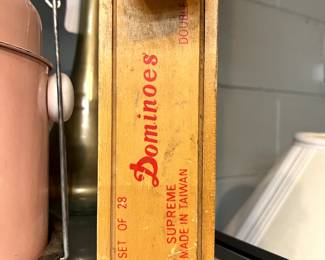 Dominoes
DOUBLE
SET OF 28
SUPREME
MADE IN TAIWAN